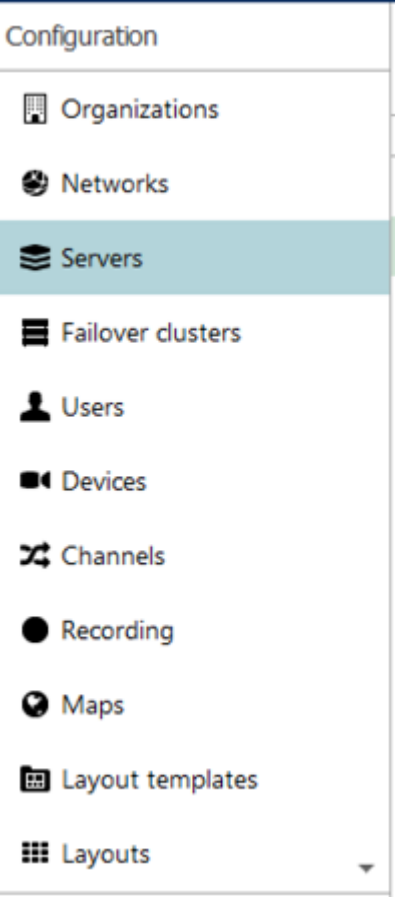 Configuration
Organizations
Networks
Servers
Failover clusters
Users
Devices
Channels
Recording
Maps
Layout templates
Layouts